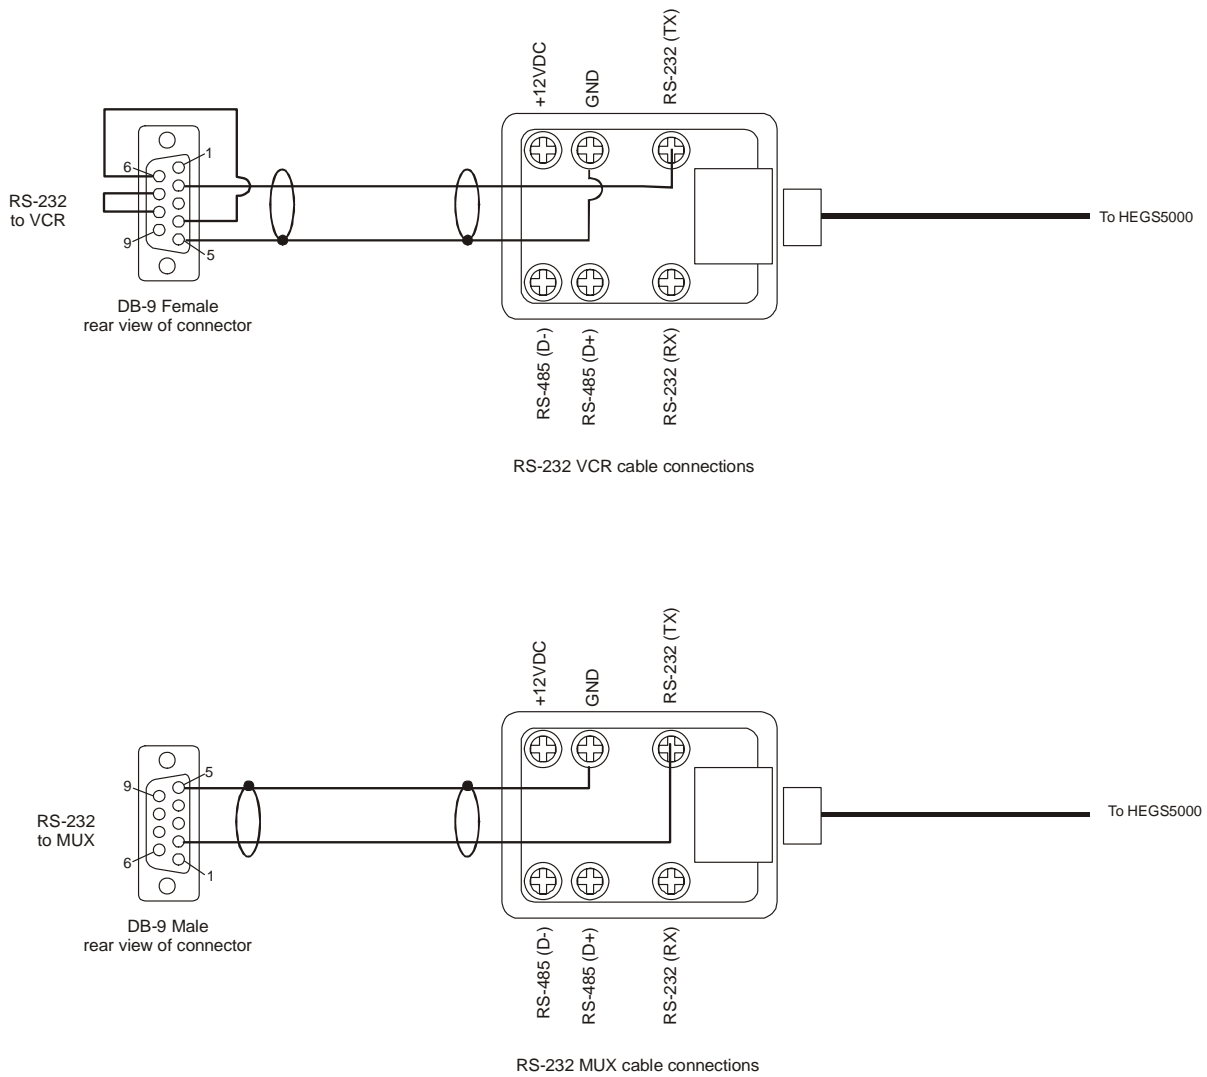 +12VDC
GND
RS-232 (TX)
6
1
RS-232
to VCR
9
5
To HEGS5000
DB-9 Female
rear view of connector
RS-485 (D-)
RS-485 (D+)
RS-232 (RX)
RS-232 VCR cable connections
+12VDC
GND
RS-232 (TX)
9
5
RS-232
to MUX
6
1
To HEGS5000
DB-9 Male
rear view of connector
RS-485 (D-)
RS-485 (D+)
RS-232 (RX)
RS-232 MUX cable connections